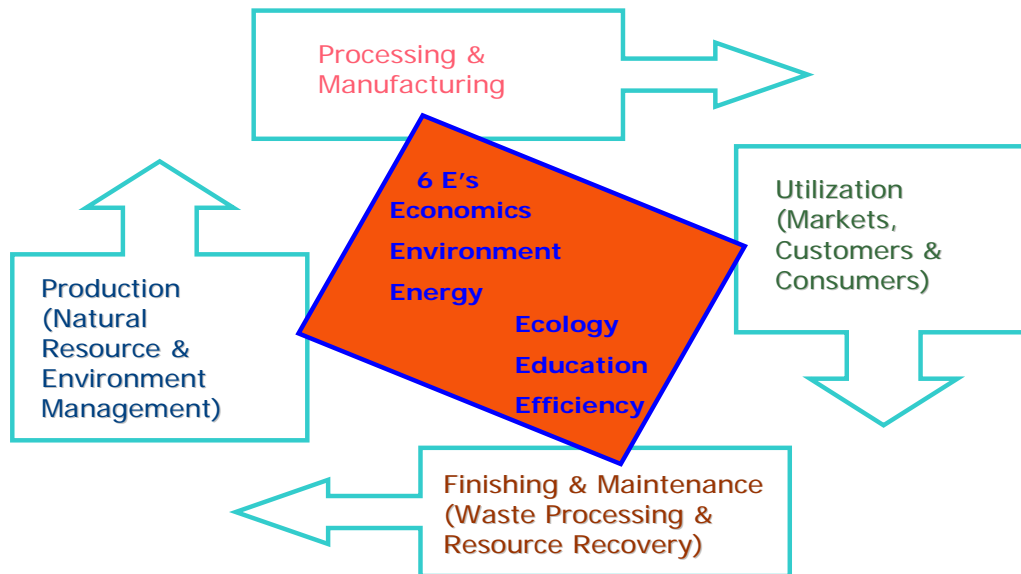 Processing &
Manufacturing
6 E's
Economics
Environment
Energy
Ecology
Education
Efficiency
Utilization
(Markets,
Customers &
Consumers)
Production
(Natural
Resource &
Environment
Management)
Finishing & Maintenance
(Waste Processing &
Resource Recovery)